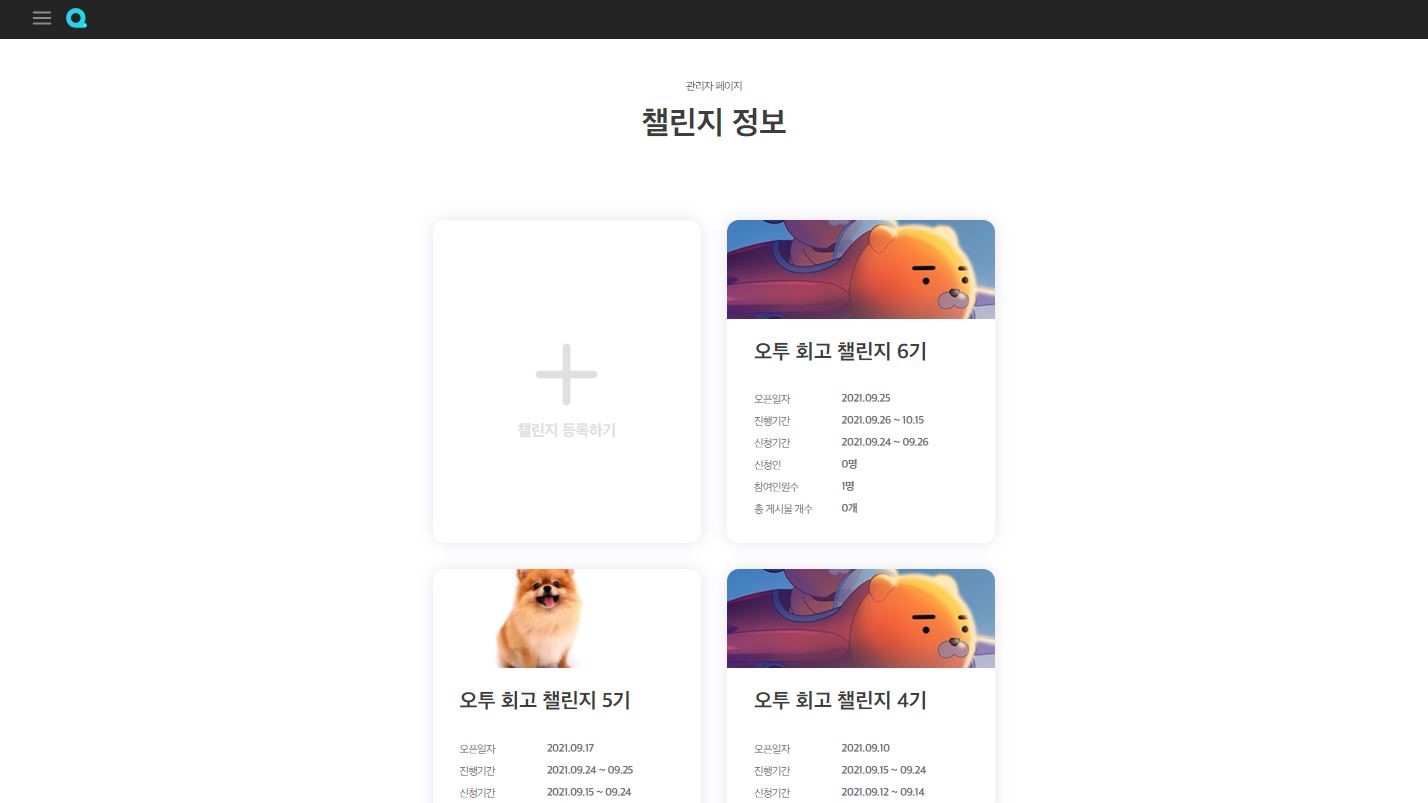 관리자 페이지
챌린지 정보
챌린지 등록하기
오투 회고 챌린지 6기
오픈일자 2021.09.25
진행기간 2021.09.26 ~ 10.15
신청기간 2021.09.24 ~ 09.26
신청인 0명
참여인원수 1명
총 게시물 개수 0개
오투 회고 챌린지 5기
오픈일자 2021.09.17
진행기간 2021.09.24 ~ 09.25
신청기간 2021.09.15 ~ 09.24
오투 회고 챌린지 4기
오픈일자 2021.09.10
진행기간 2021.09.15 ~ 09.24
신청기간 2021.09.12 ~ 09.14